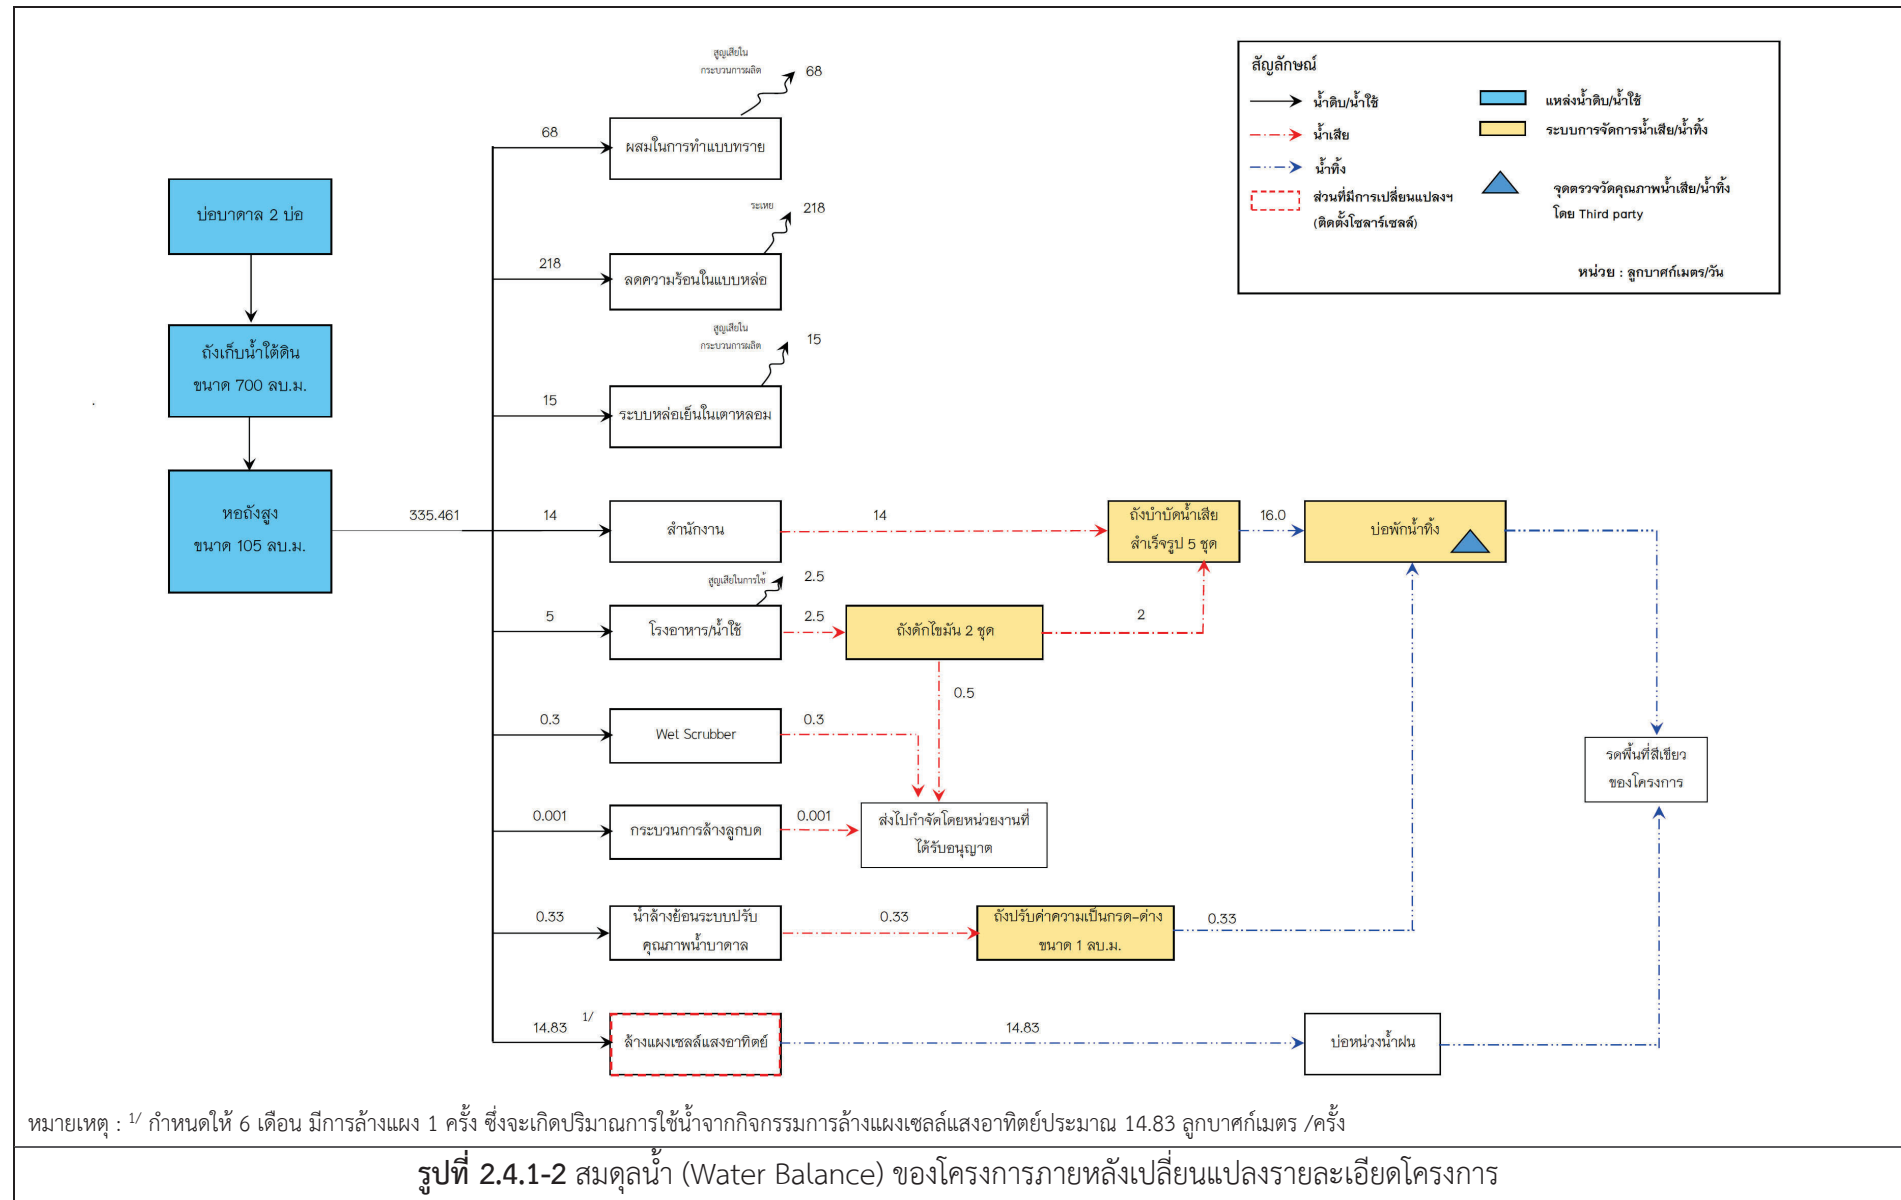 สูญเสียใน
กระบวนการผลิต
68
68
ผสมในการทำแบบทราย
สัญลักษณ์
น้ำดิบ/น้ำใช้
น้ำเสีย
น้ำทิ้ง
ส่วนที่มีการเปลี่ยนแปลงฯ
(ติดตั้งโซลาร์เซลล์)
แหล่งน้ำดิบ/น้ำใช้
ระบบการจัดการน้ำเสีย/น้ำทิ้ง
จุดตรวจวัดคุณภาพน้ำเสีย/น้ำทิ้ง
โดย Third party
หน่วย : ลูกบาศก์เมตร/วัน
บ่อบาดาล 2 บ่อ
ระเหย
218
218
ลดความร้อนในแบบหล่อ
ถังเก็บน้ำใต้ดิน
ขนาด 700 ลบ.ม.
สูญเสียใน
กระบวนการผลิต
15
15
ระบบหล่อเย็นในเตาหลอม
หอถังสูง
ขนาด 105 ลบ.ม.
335.461
14
สำนักงาน
14
ถังบำบัดน้ำเสีย
สำเร็จรูป 5 ชุด
16.0
บ่อพักน้ำทิ้ง
สูญเสียในการใช้
2.5
5
โรงอาหาร/น้ำใช้
2.5
ถังดักไขมัน 2 ชุด
2
0.5
0.3
Wet Scrubber
0.3
รดพื้นที่สีเขียว
ของโครงการ
0.001
กระบวนการล้างลูกบด
0.001
ส่งไปกำจัดโดยหน่วยงานที่
ได้รับอนุญาต
0.33
น้ำล้างย้อนระบบปรับ
คุณภาพน้ำบาดาล
0.33
ถังปรับค่าความเป็นกรด-ด่าง
ขนาด 1 ลบ.ม.
0.33
14.83 1/
ล้างแผงเซลล์แสงอาทิตย์
14.83
บ่อหน่วงน้ำฝน
หมายเหตุ : 1/ กำหนดให้ 6 เดือน มีการล้างแผง 1 ครั้ง ซึ่งจะเกิดปริมาณการใช้น้ำจากกิจกรรมการล้างแผงเซลล์แสงอาทิตย์ประมาณ 14.83 ลูกบาศก์เมตร /ครั้ง
รูปที่ 2.4.1-2 สมดุลน้ำ (Water Balance) ของโครงการภายหลังเปลี่ยนแปลงรายละเอียดโครงการ